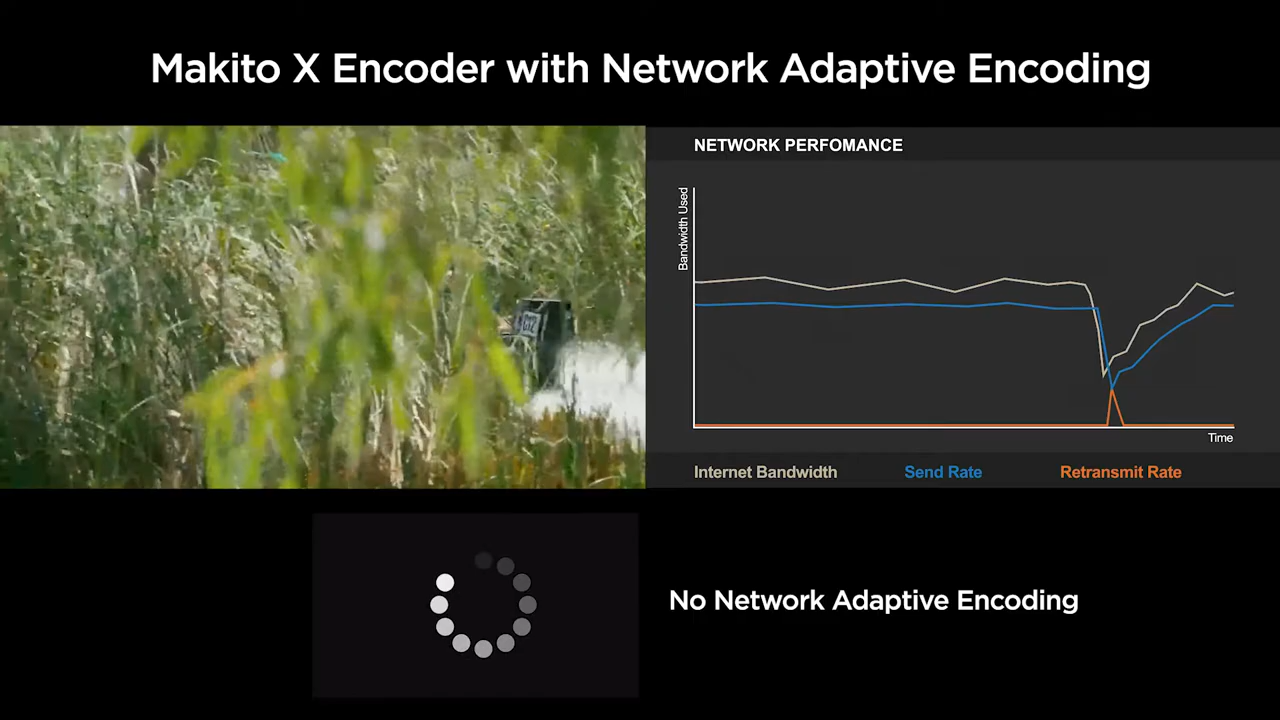 Makito X Encoder with Network Adaptive Encoding
NETWORK PERFOMANCE
Bandwidth Used
Time
Internet Bandwidth
Send Rate
Retransmit Rate
No Network Adaptive Encoding